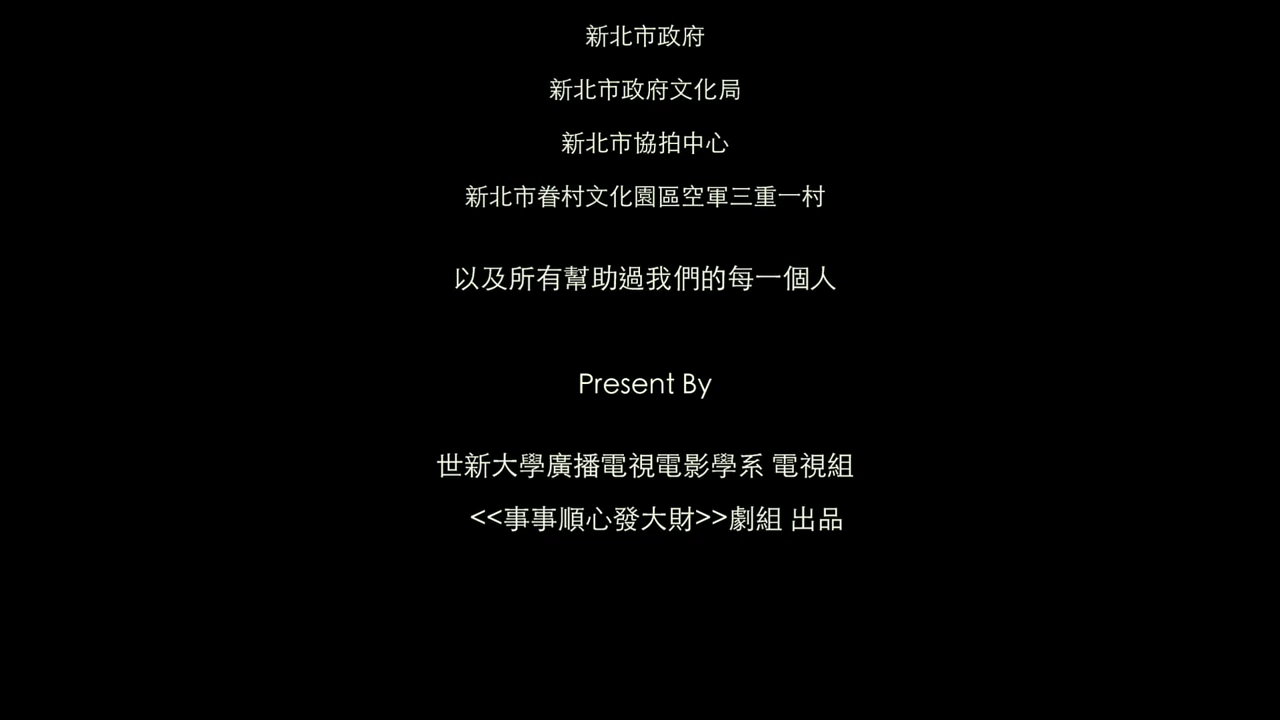 新北市政府
新北市政府文化局
新北市協拍中心
新北市眷村文化園區空軍三重一村
以及所有幫助過我們的每一個人
Present By
世新大學廣播電視電影學系 電視組
<<事事順心發大財>>劇組 出品